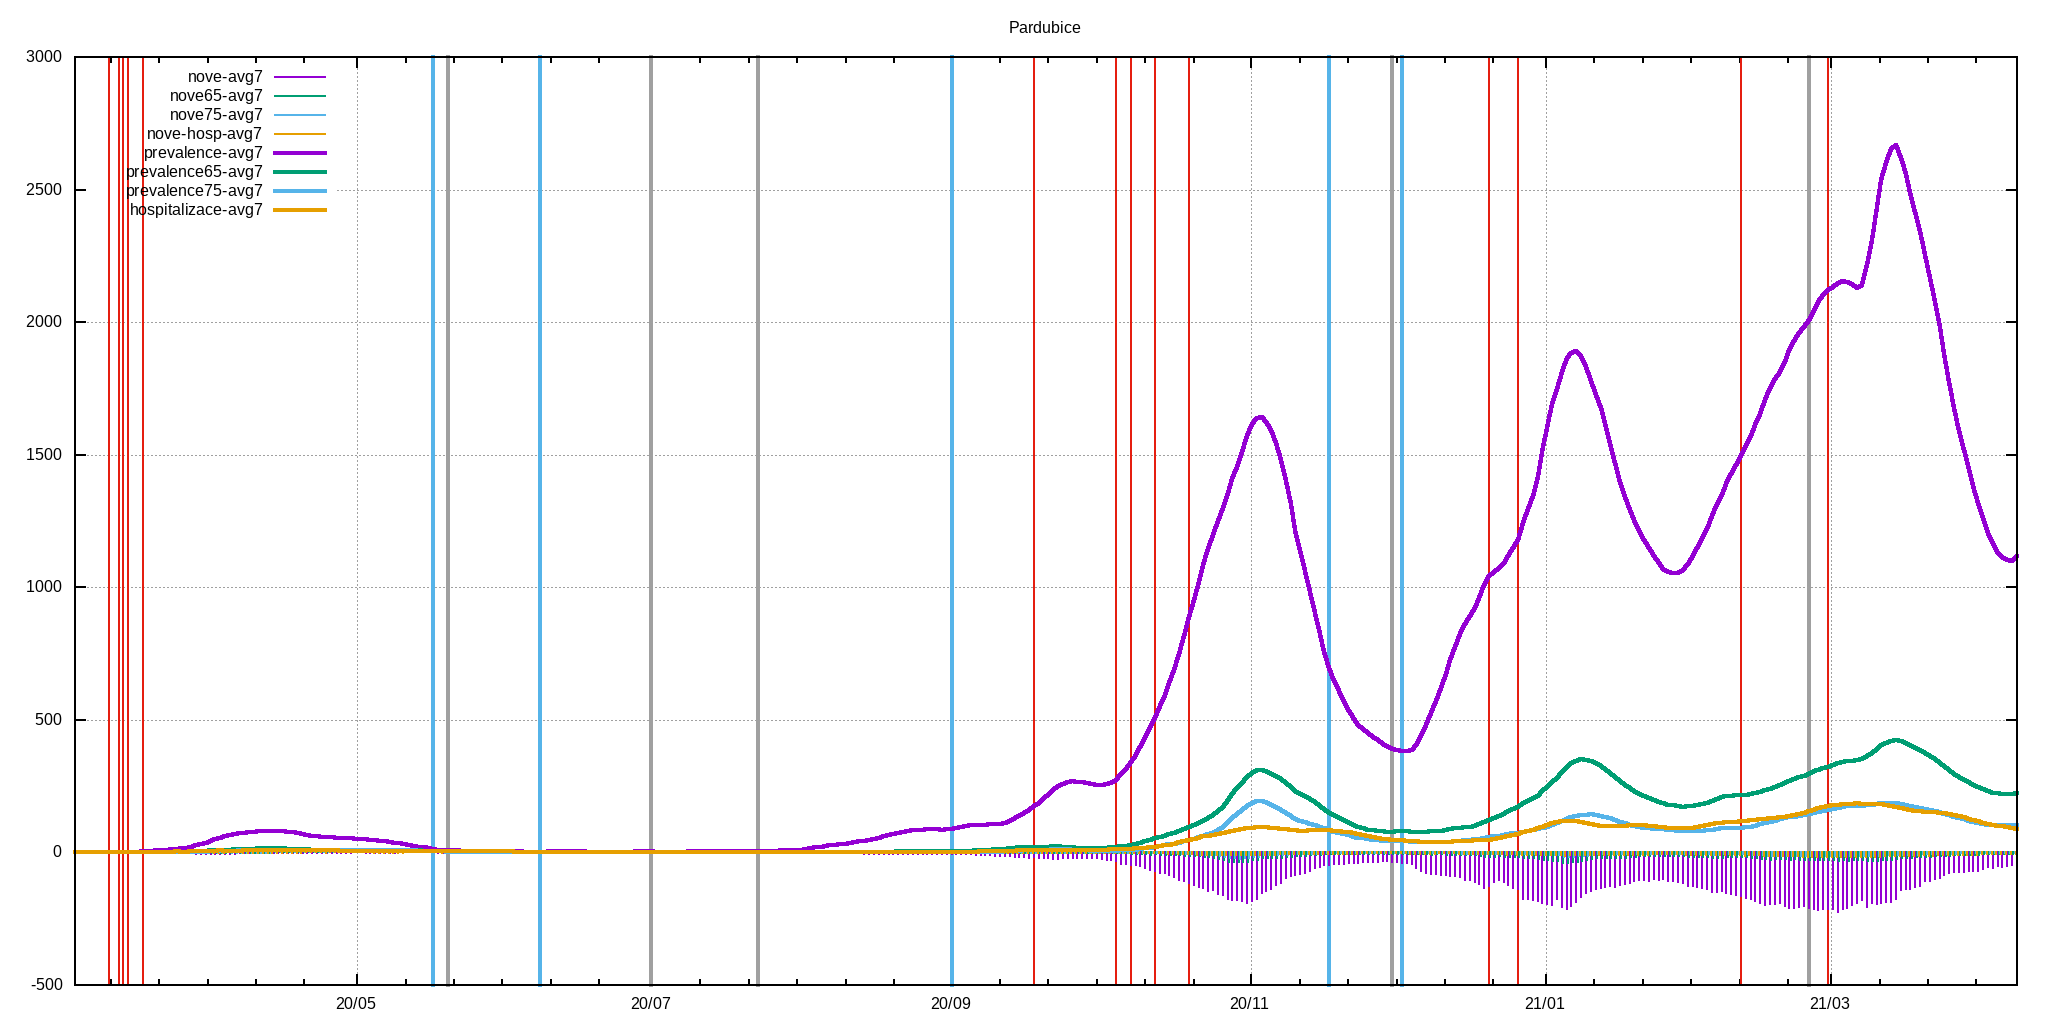 Pardubice
3000
2500
2000
1500
1000
500
0
-500
nove-avg7
nove65-avg7
nove75-avg7
nove-hosp-avg7
prevalence-avg7
prevalence65-avg7
prevalence75-avg7
hospitalizace-avg7
20/05 20/07 20/09 20/11 21/01 21/03